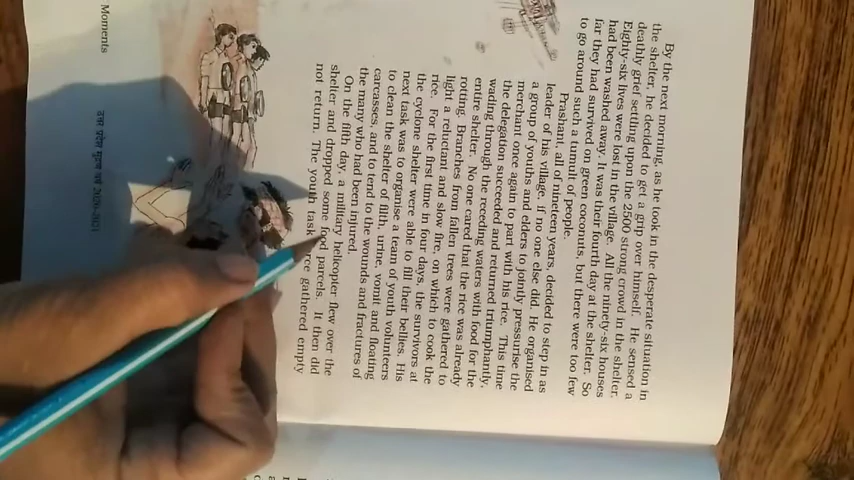 By the next morning, as he took in the desperate situation in
the shelter, he decided to get a grip over himself. He sensed a
deathly grief settling upon the 2500 strong crowd in the shelter.
Eighty-six lives were lost in the village. All the ninety-six houses
had been washed away. It was their fourth day at the shelter. So
far they had survived on green coconuts, but there were too few
to go around such a tumult of people.
Prashant, all of nineteen years, decided to step in as
leader of his village, if no one else did. He organised
a group of youths and elders to jointly pressurise the
merchant once again to part with his rice. This time
the delegation succeeded and returned triumphantly,
wading through the receding waters with food for the
entire shelter. No one cared that the rice was already
rotting. Branches from fallen trees were gathered to
light a reluctant and slow fire, on which to cook the
rice. For the first time in four days, the survivors at
the cyclone shelter were able to fill their bellies. His
next task was to organise a team of youth volunteers
to clean the shelter of filth, urine, vomit and floating
carcasses, and to tend to the wounds and fractures of
the many who had been injured.
On the fifth day, a military helicopter flew over the
shelter and dropped some food parcels. It then did
not return. The youth task gathered empty
Moments